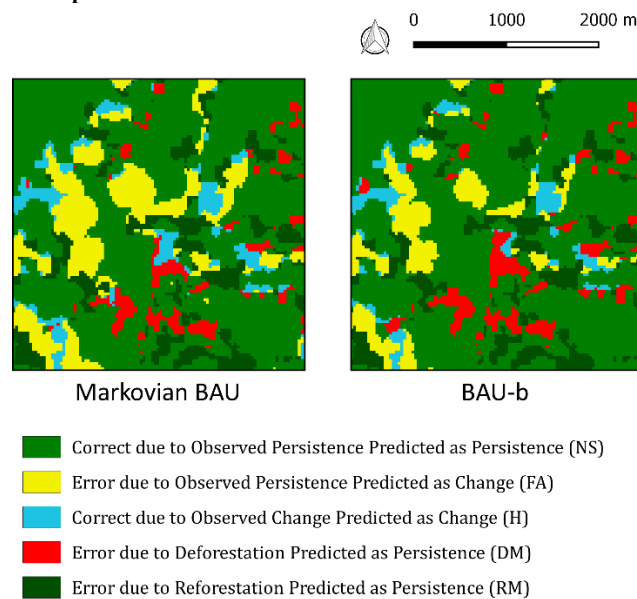 0 1000 2000 m
Markovian BAU BAU-b
Correct due to Observed Persistence Predicted as Persistence (NS)
Error due to Observed Persistence Predicted as Change (FA)
Correct due to Observed Change Predicted as Change (H)
Error due to Deforestation Predicted as Persistence (DM)
Error due to Reforestation Predicted as Persistence (RM)